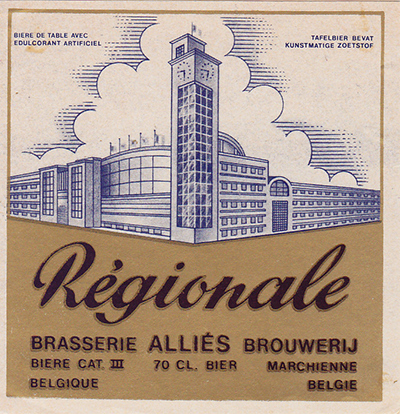 BIERE DE TABLE AVEC
EDULCORANT ARTIFICIEL
TAFELBIER BEVAT
KUNSTMATIGE ZOETSTOF
Régionale
BRASSERIE ALLIÉS BROUWERIJ
BIERE CAT. III 70 CL. BIER MARCHIENNE
BELGIQUE BELGIE